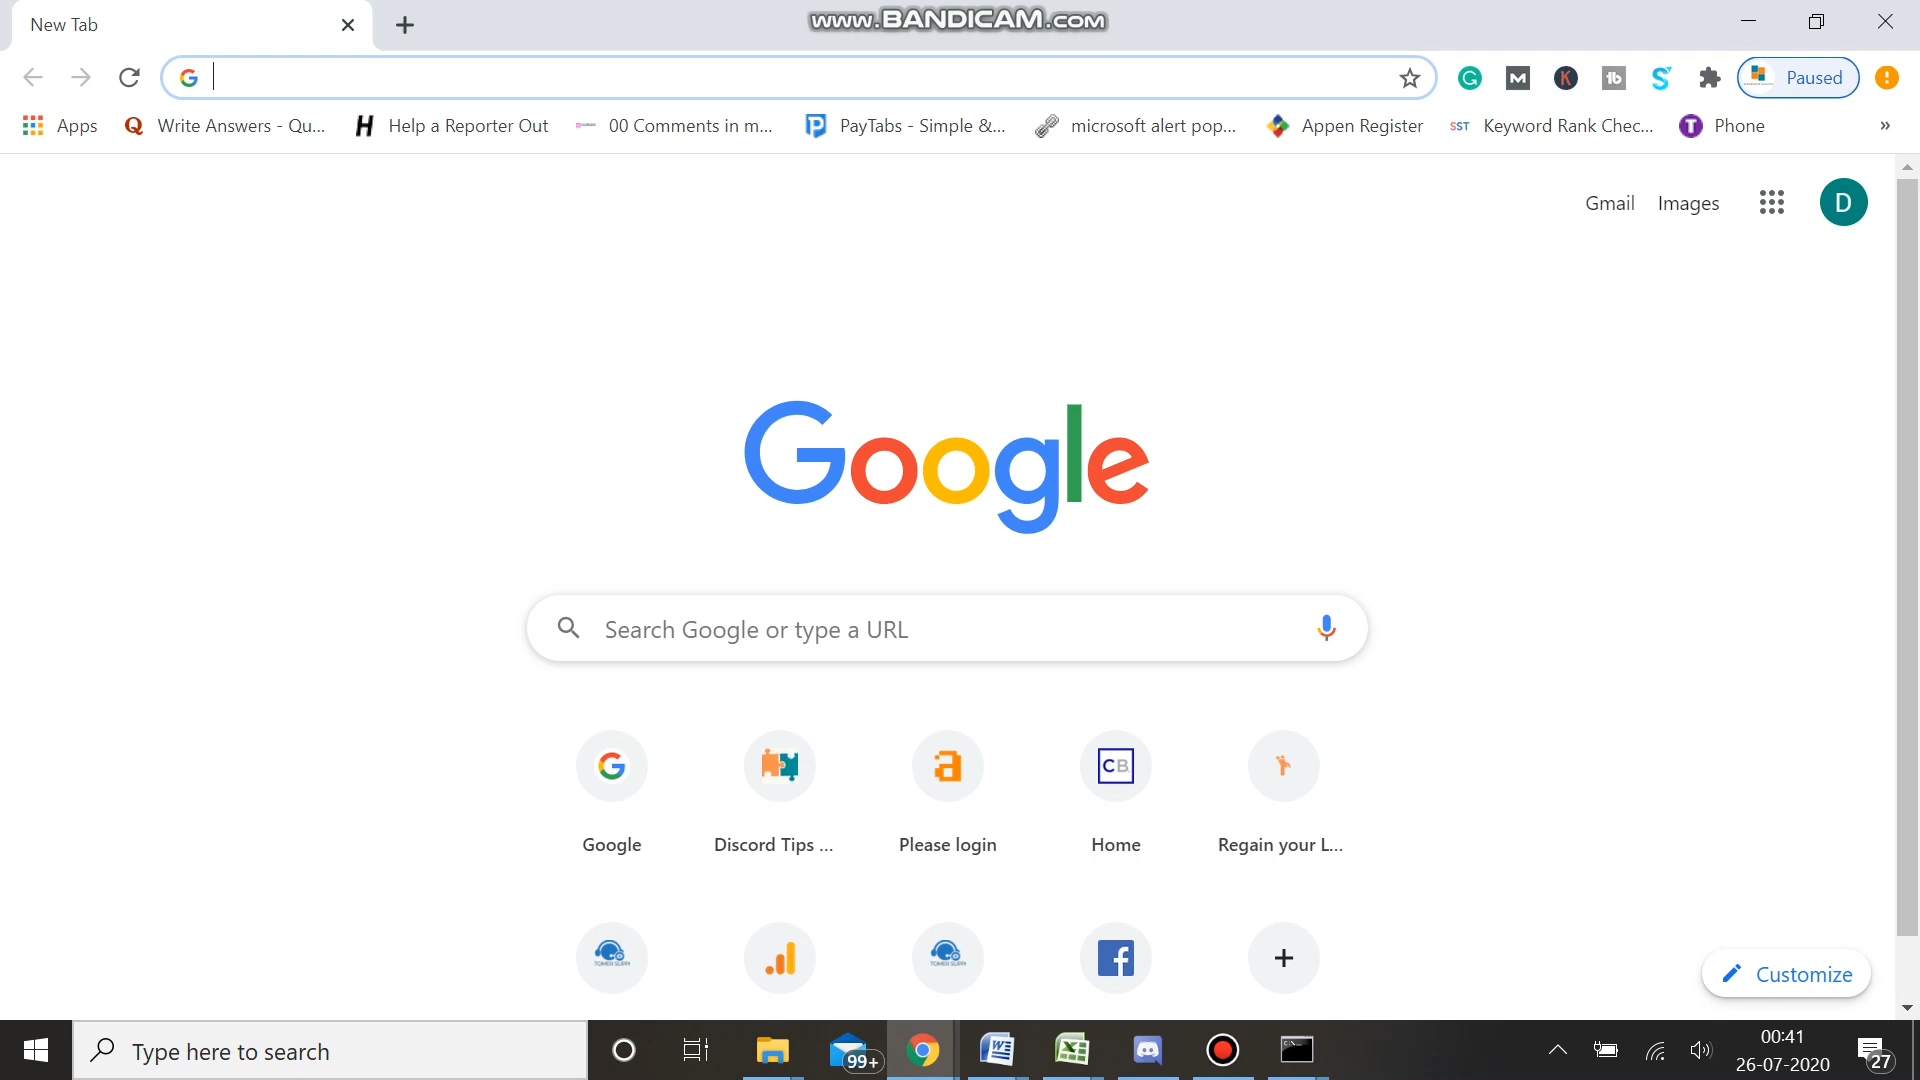 New Tab
www.BANDICAM.COM
Paused
Apps
Write Answers - Qu...
Help a Reporter Out
00 Comments in m...
PayTabs - Simple &...
microsoft alert pop...
Appen Register
SST
Keyword Rank Chec...
Phone
»
Gmail
Images
D
Google
Search Google or type a URL
CB
Google
Discord Tips ...
Please login
Home
Regain your L...
Customize
Type here to search
99+
00:41
26-07-2020
27